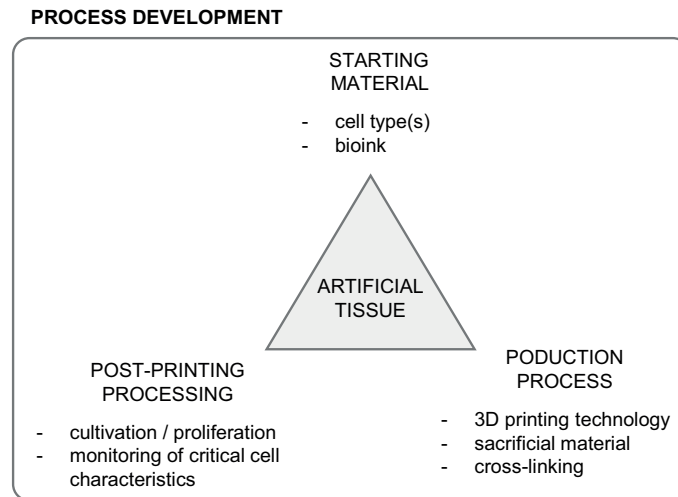 PROCESS DEVELOPMENT
STARTING
MATERIAL
- cell type(s)
- bioink
ARTIFICIAL
TISSUE
POST-PRINTING
PROCESSING
- cultivation / proliferation
- monitoring of critical cell
characteristics
PODUCTION
PROCESS
- 3D printing technology
- sacrificial material
- cross-linking